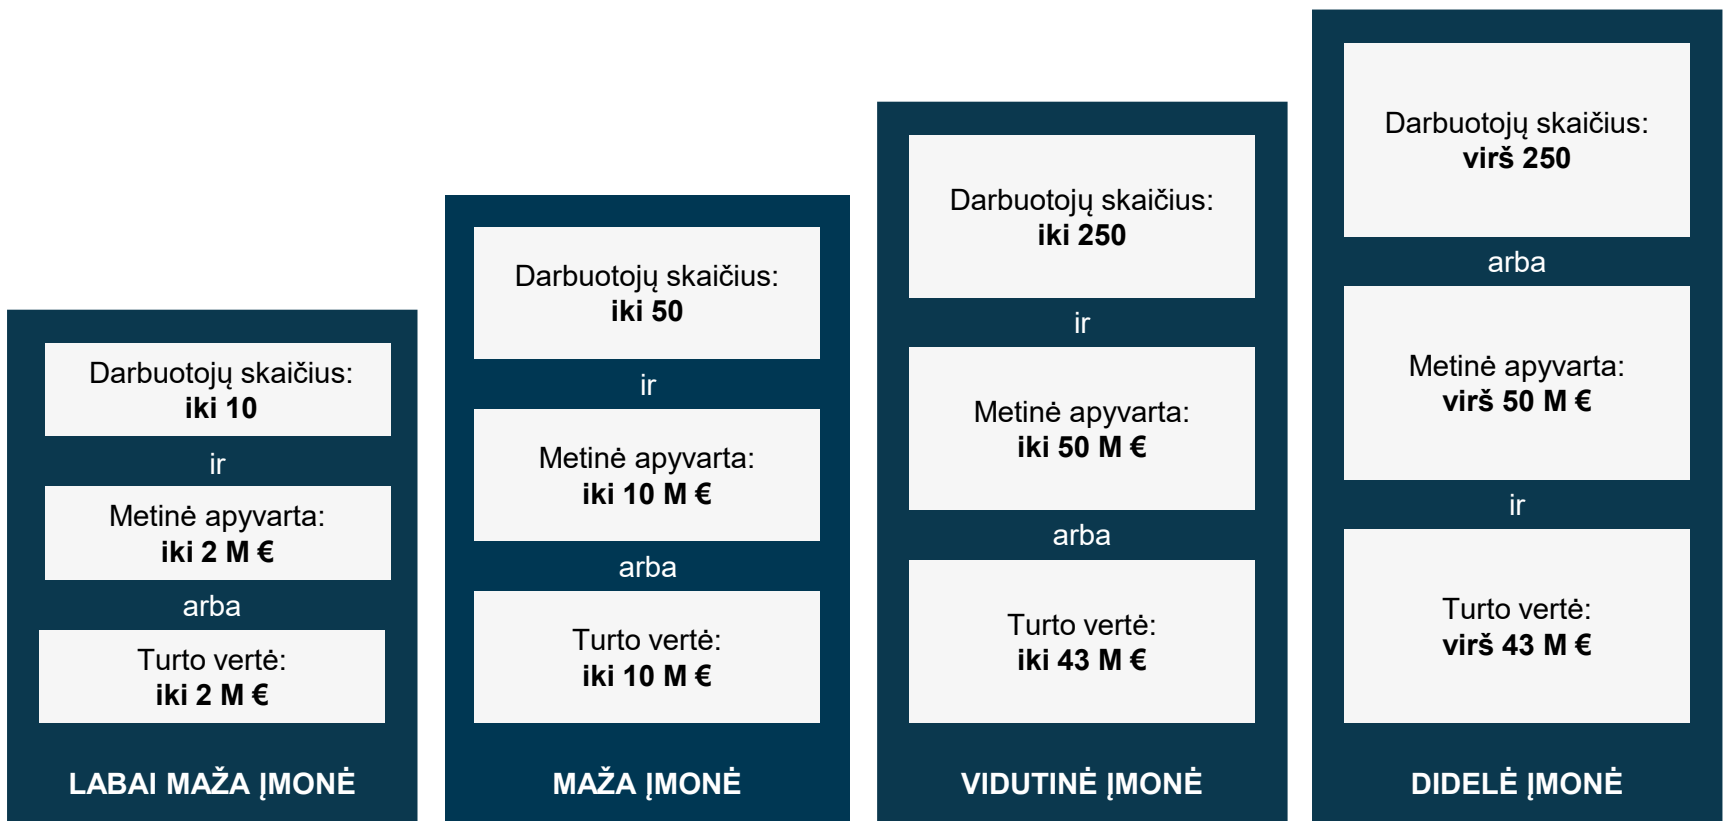 Darbuotojų skaičius:
iki 10
ir
Metinė apyvarta:
iki 2 M €
arba
Turto vertė:
iki 2 M €
LABAI MAŽA ĮMONĖ
Darbuotojų skaičius:
iki 50
ir
Metinė apyvarta:
iki 10 M €
arba
Turto vertė:
iki 10 M €
MAŽA ĮMONĖ
Darbuotojų skaičius:
iki 250
ir
Metinė apyvarta:
iki 50 M €
arba
Turto vertė:
iki 43 M €
VIDUTINĖ ĮMONĖ
Darbuotojų skaičius:
virš 250
arba
Metinė apyvarta:
virš 50 M €
ir
Turto vertė:
virš 43 M €
DIDELĖ ĮMONĖ